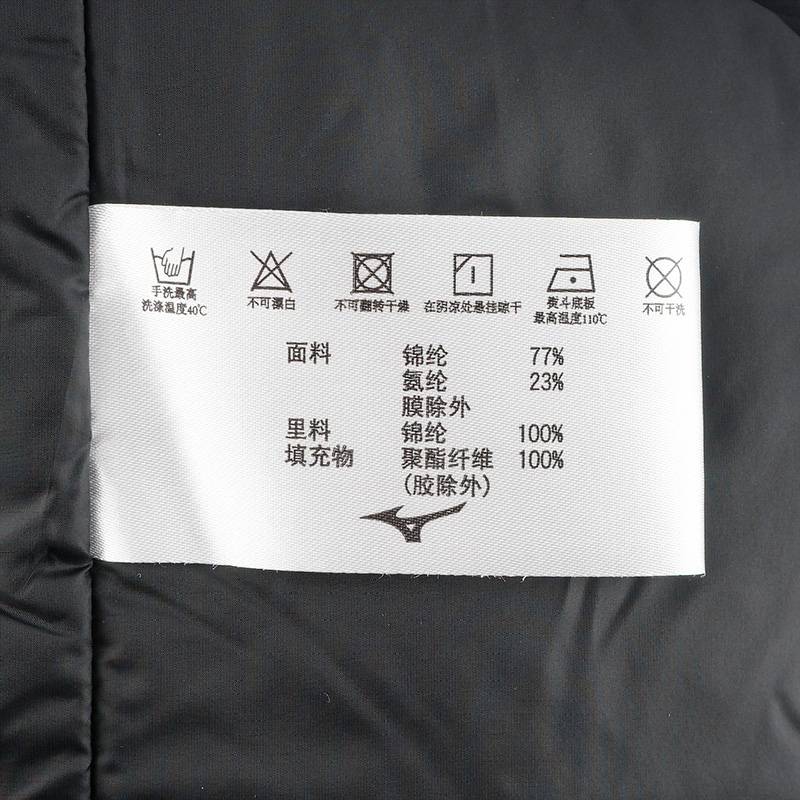 手洗最高
洗涤温度40℃
不可漂白
不可翻转干燥
在阴凉处悬挂晾干
熨斗底板
最高温度110℃
不可干洗
面料 锦纶 77%
氨纶 23%
膜除外
里料 锦纶 100%
填充物 聚酯纤维 100%
(胶除外)